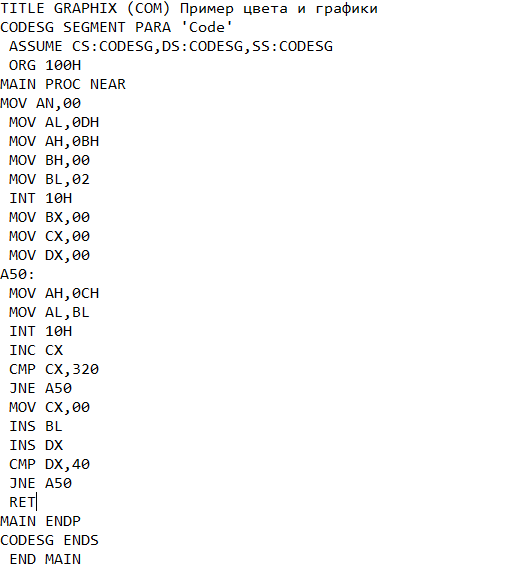 TITLE GRAPHIX (COM) Пример цвета и графики
CODESG SEGMENT PARA 'Code'
ASSUME CS:CODESG,DS:CODESG,SS:CODESG
ORG 100H
MAIN PROC NEAR
MOV AN,00
MOV AL,0DH
MOV AH,0BH
MOV BH,00
MOV BL,02
INT 10H
MOV BX,00
MOV CX,00
MOV DX,00
A50:
MOV AH,0CH
MOV AL,BL
INT 10H
INC CX
CMP CX,320
JNE A50
MOV CX,00
INS BL
INS DX
CMP DX,40
JNE A50
RET
MAIN ENDP
CODESG ENDS
END MAIN